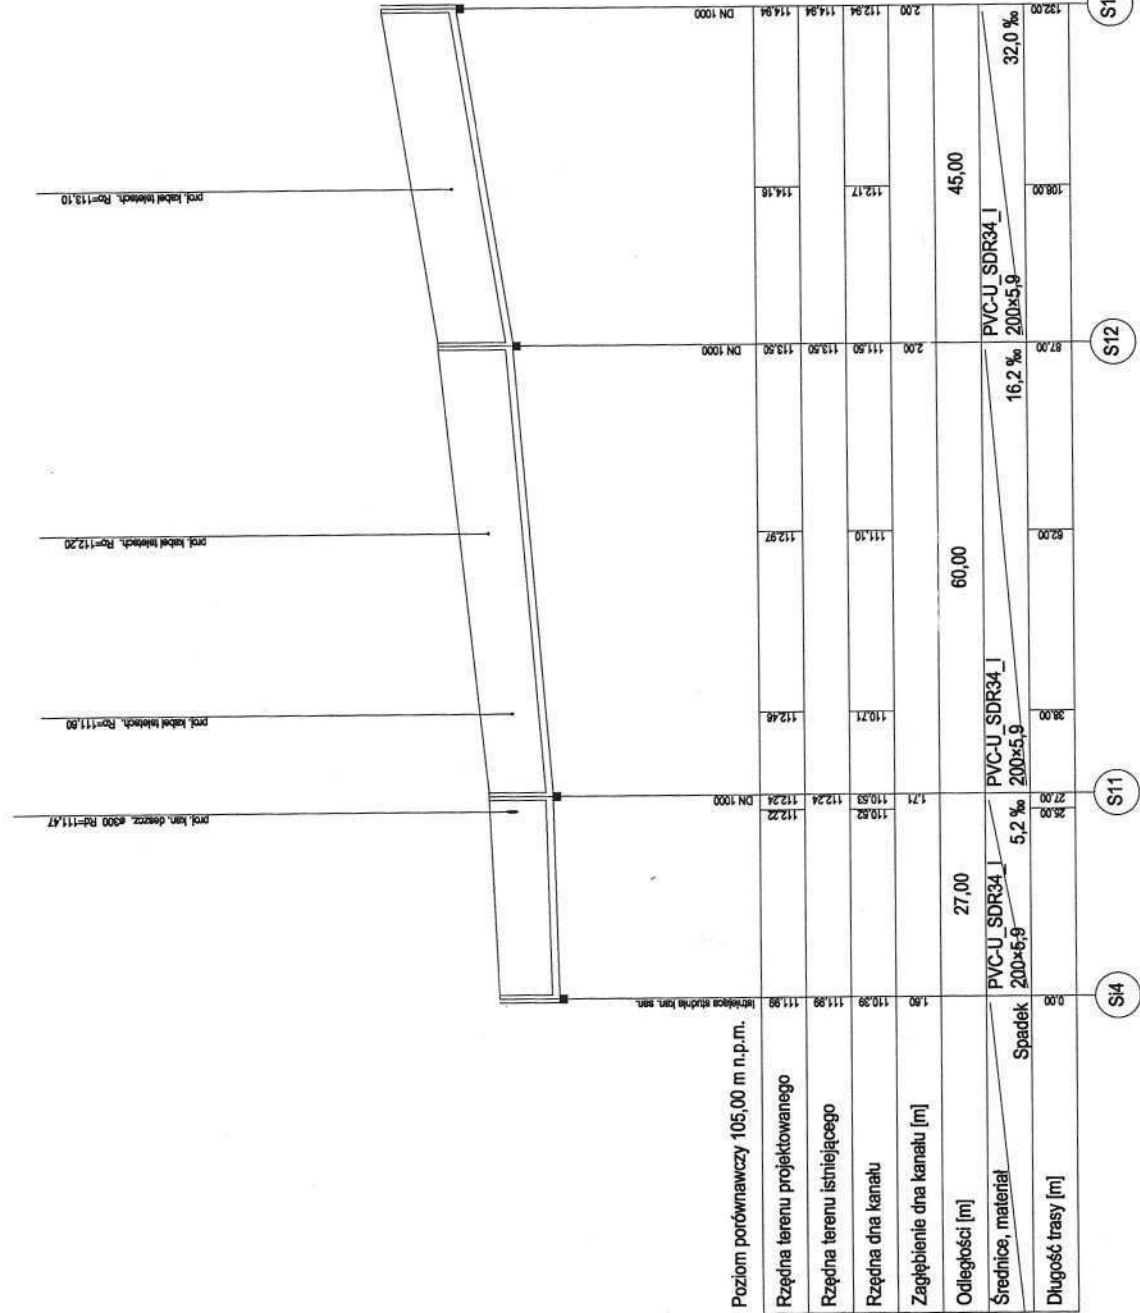 proj. kan. deszcz. ø300 Rd=111,47
proj. kabel teletech. Ro=111,60
proj. kabel teletech. Ro=112,20
proj. kabel teletech. Ro=113,10
Poziom porównawczy 105,00 m n.p.m.
Istniejąca studnia kan. san.
DN 1000
DN 1000
DN 1000
Rzędna terenu projektowanego
111,99 112,22 112,24 112,46 112,97 113,50 114,16 114,94
Rzędna terenu istniejącego
111,99 112,24 113,50 114,94
Rzędna dna kanału
110,39 110,52 110,53 110,71 111,10 111,50 112,17 112,94
Zagłębienie dna kanału [m]
1,60 1,71 2,00 2,00
Odległości [m]
27,00 60,00 45,00
Średnice, materiał
Spadek
PVC-U_SDR34_I
200×5,9
5,2 ‰
PVC-U_SDR34_I
200×5,9
16,2 ‰
PVC-U_SDR34_I
200×5,9
32,0 ‰
Długość trasy [m]
0.00 25.00 27.00 38.00 62.00 87.00 108.00 132.00
Si4 S11 S12